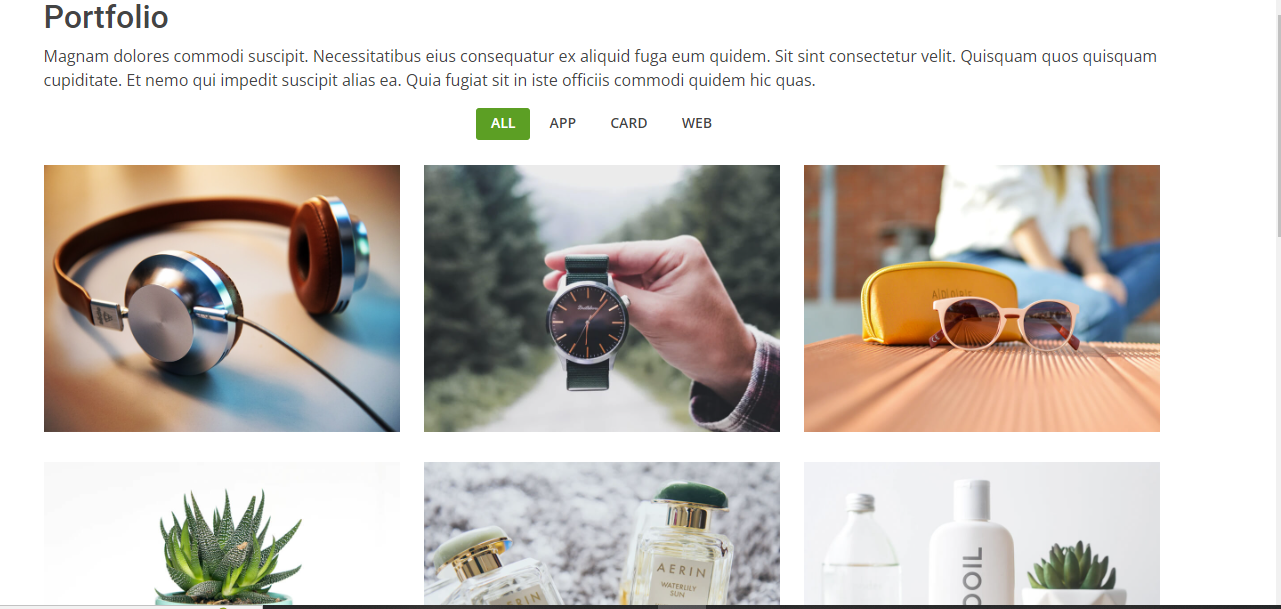 Portfolio
Magnam dolores commodi suscipit. Necessitatibus eius consequatur ex aliquid fuga eum quidem. Sit sint consectetur velit. Quisquam quos quisquam
cupiditate. Et nemo qui impedit suscipit alias ea. Quia fugiat sit in iste officiis commodi quidem hic quas.
ALL APP CARD WEB
AERIN
WATERLILY
SUN
AERIN
OOIL